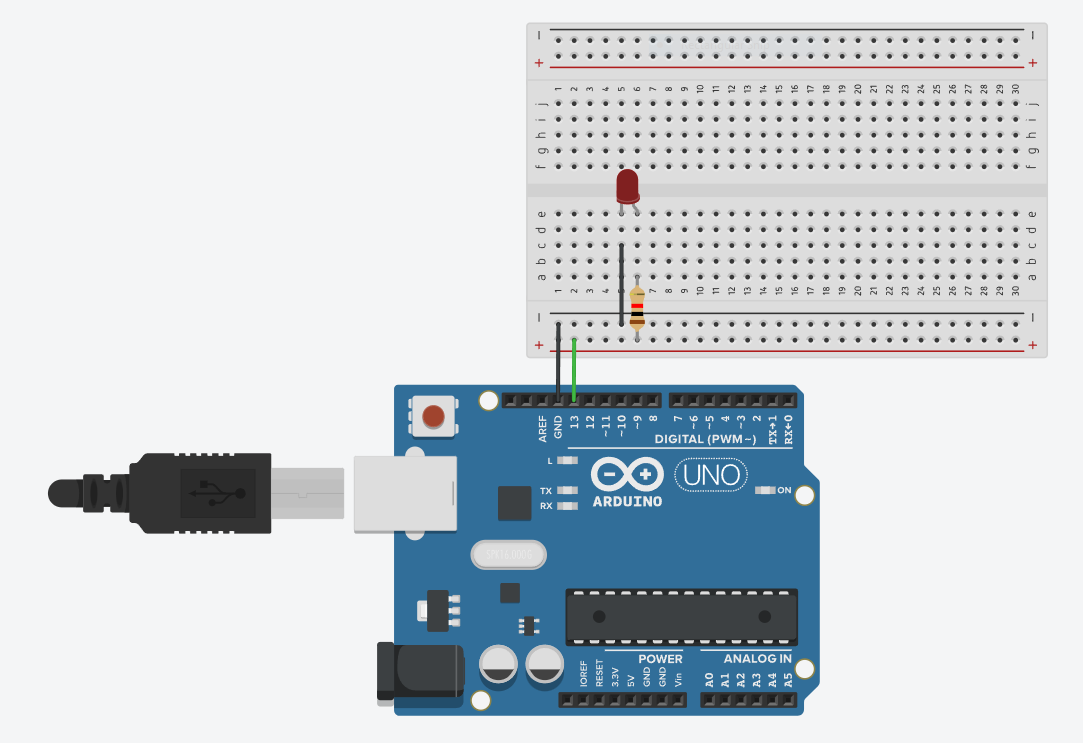 − −
+ +
1 2 3 4 5 6 7 8 9 10 11 12 13 14 15 16 17 18 19 20 21 22 23 24 25 26 27 28 29 30
j j
i i
h h
g g
f f
e e
d d
c c
b b
a a
1 2 3 4 5 6 7 8 9 10 11 12 13 14 15 16 17 18 19 20 21 22 23 24 25 26 27 28 29 30
− −
+ +
AREF GND 13 12 ~11 ~10 ~9 8 7 ~6 ~5 4 ~3 2 TX→1 RX←0
DIGITAL (PWM~)
L
TX
RX
ARDUINO
UNO
ON
POWER
ANALOG IN
IOREF RESET 3.3V 5V GND GND Vin A0 A1 A2 A3 A4 A5